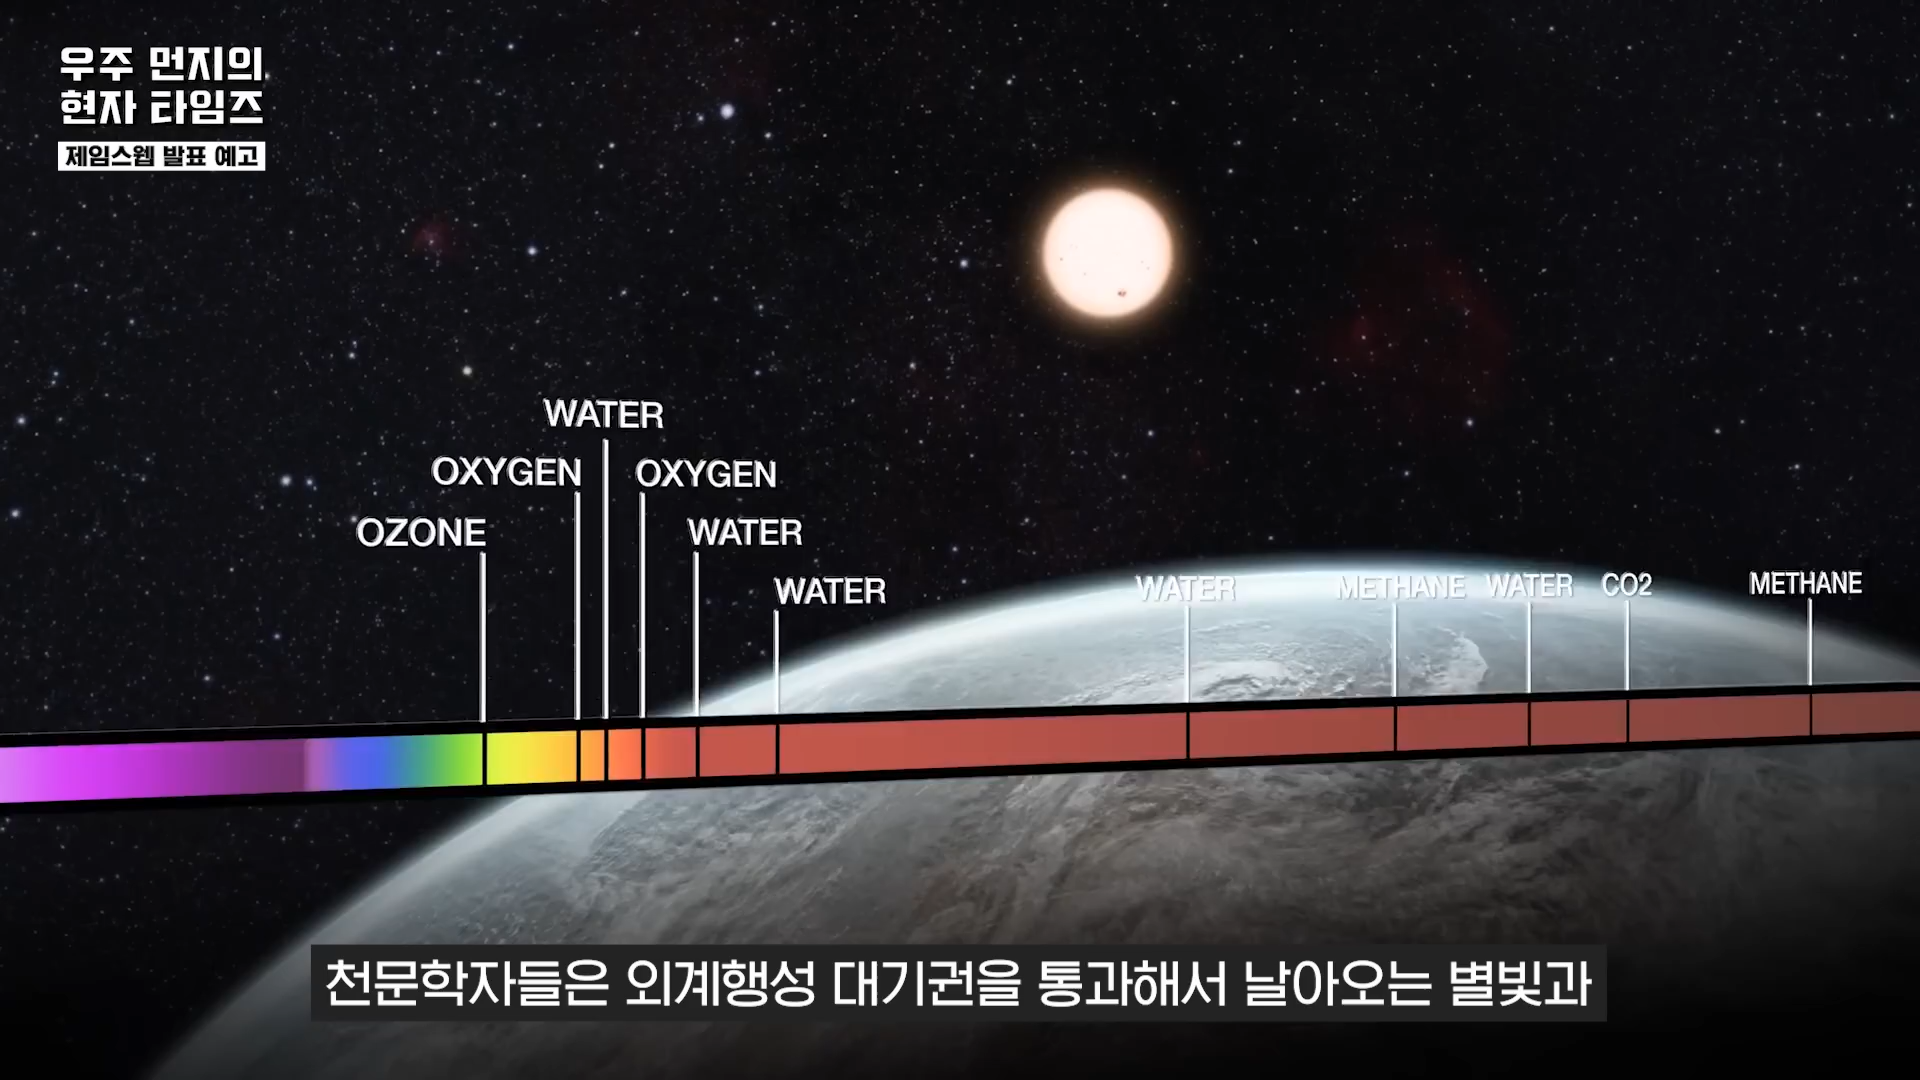 우주 먼지의
현자 타임즈
제임스웹 발표 예고
WATER
OXYGEN OXYGEN
OZONE WATER
WATER
WATER METHANE WATER CO2 METHANE
천문학자들은 외계행성 대기권을 통과해서 날아오는 별빛과